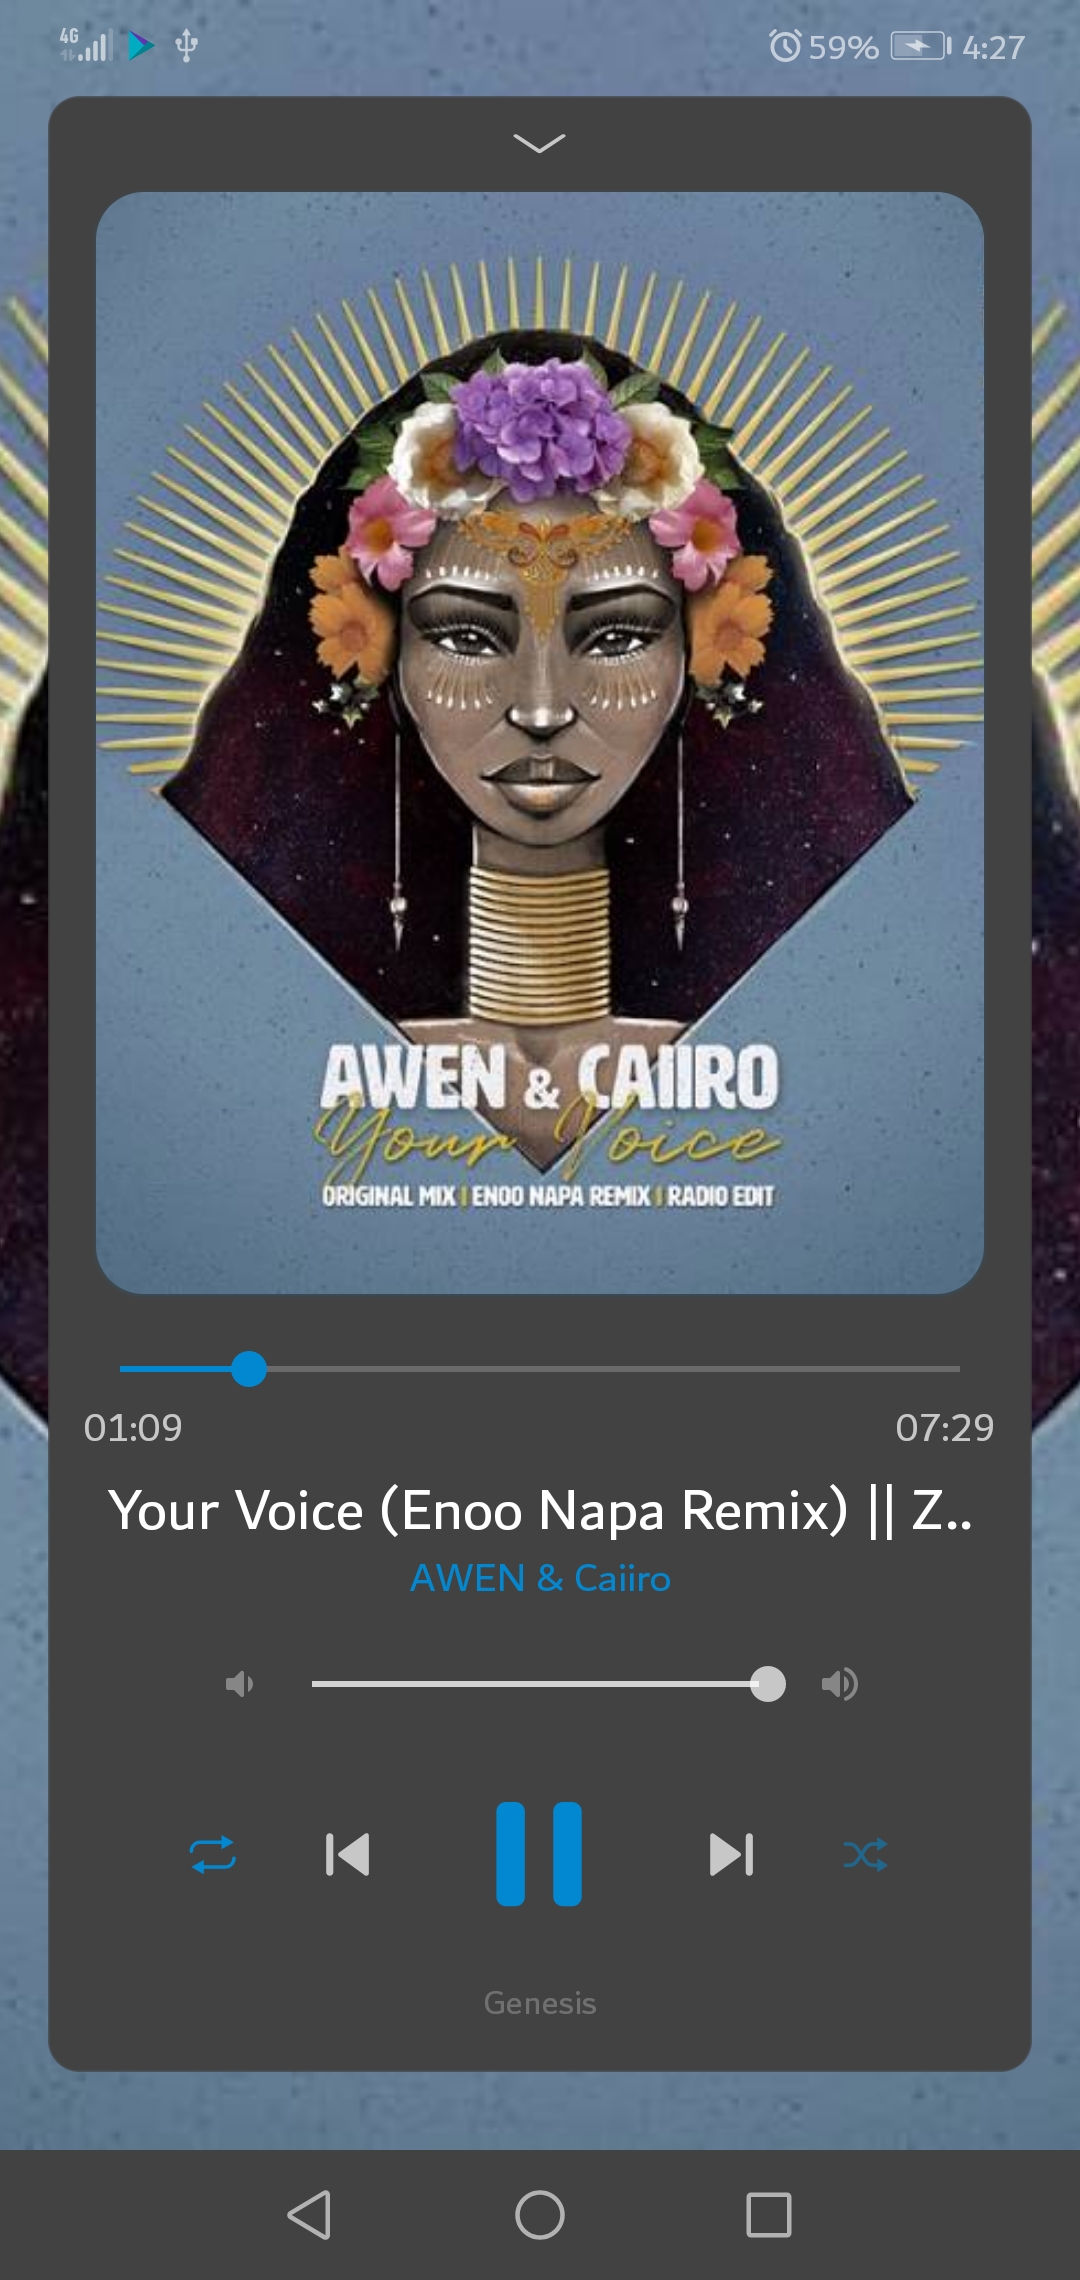 4G 59% 4:27
AWEN & CAIIRO
Your Voice
ORIGINAL MIX | ENOO NAPA REMIX | RADIO EDIT
01:09 07:29
Your Voice (Enoo Napa Remix) || Z..
AWEN & Caiiro
Genesis